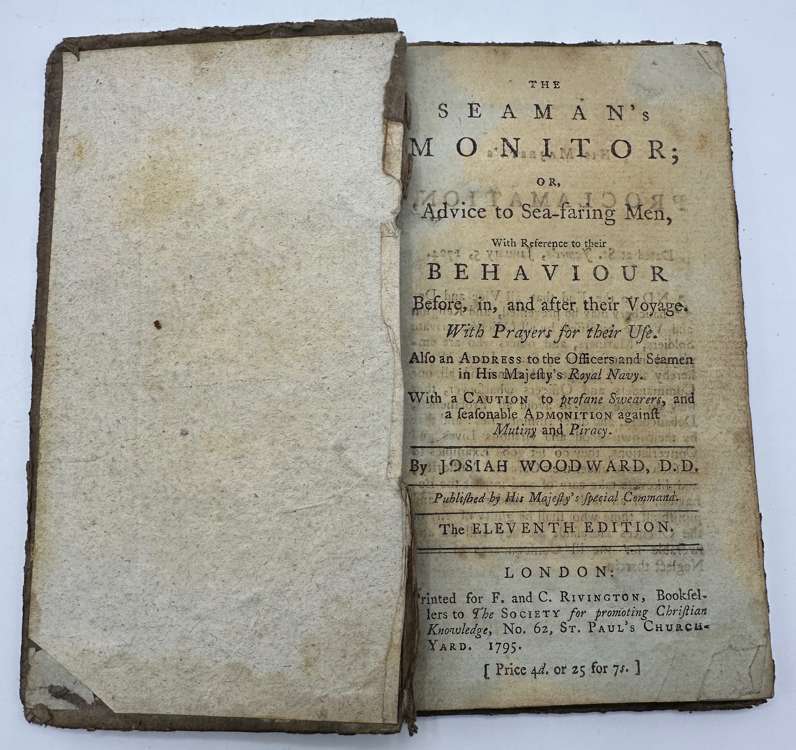 THE
SEAMAN's
MONITOR;
OR,
Advice to Sea-faring Men,
With Reference to their
BEHAVIOUR
Before, in, and after their Voyage.
With Prayers for their Uſe.
Alſo an ADDRESS to the Officers and Seamen
in His Majeſty's Royal Navy.
With a CAUTION to profane Swearers, and
a ſeaſonable ADMONITION againſt
Mutiny and Piracy.
By JOSIAH WOODWARD, D.D.
Publiſhed by His Majeſty's ſpecial Command.
The ELEVENTH EDITION.
LONDON:
Printed for F. and C. RIVINGTON, Bookſel-
lers to The SOCIETY for promoting Chriſtian
Knowledge, No. 62, ST. PAUL'S CHURCH-
YARD. 1795.
[ Price 4d. or 25 for 7s. ]